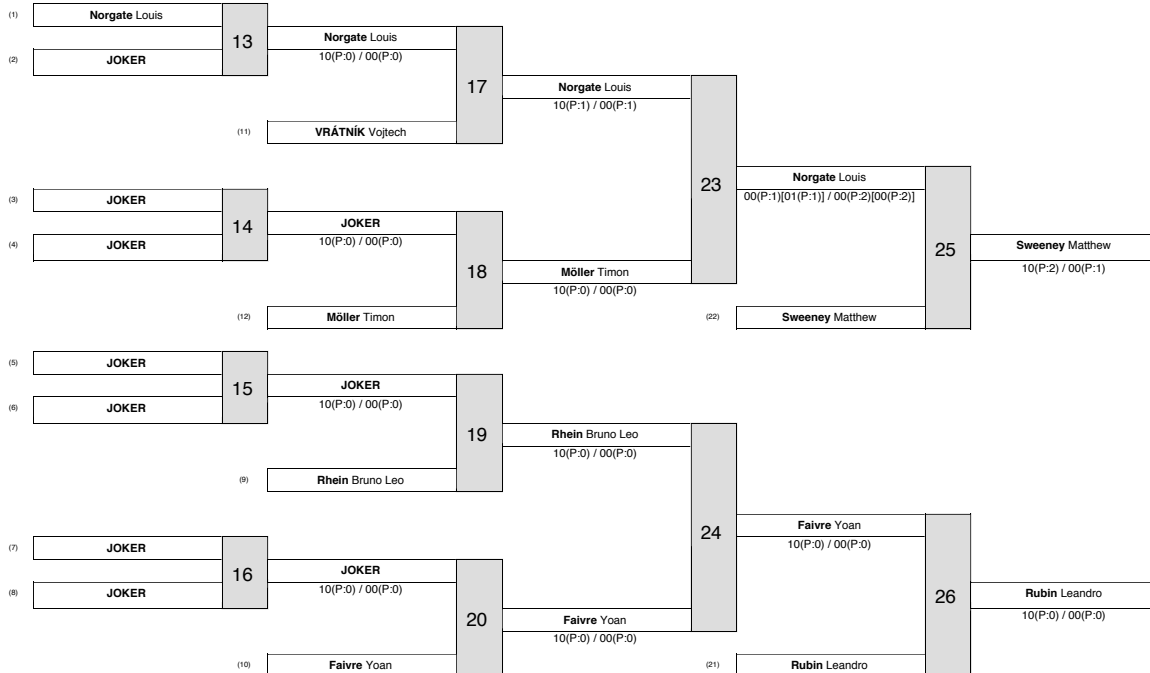 (1) Norgate Louis
13
Norgate Louis
(2) JOKER
10(P:0) / 00(P:0)
17
Norgate Louis
10(P:1) / 00(P:1)
(11) VRÁTNÍK Vojtech
23
Norgate Louis
00(P:1)[01(P:1)] / 00(P:2)[00(P:2)]
(3) JOKER
14
JOKER
(4) JOKER
10(P:0) / 00(P:0)
18
Möller Timon
10(P:0) / 00(P:0)
(12) Möller Timon
25
Sweeney Matthew
10(P:2) / 00(P:1)
(22) Sweeney Matthew
(5) JOKER
15
JOKER
(6) JOKER
10(P:0) / 00(P:0)
19
Rhein Bruno Leo
10(P:0) / 00(P:0)
(9) Rhein Bruno Leo
24
Faivre Yoan
10(P:0) / 00(P:0)
(7) JOKER
16
JOKER
(8) JOKER
10(P:0) / 00(P:0)
20
Faivre Yoan
10(P:0) / 00(P:0)
(10) Faivre Yoan
26
Rubin Leandro
10(P:0) / 00(P:0)
(21) Rubin Leandro